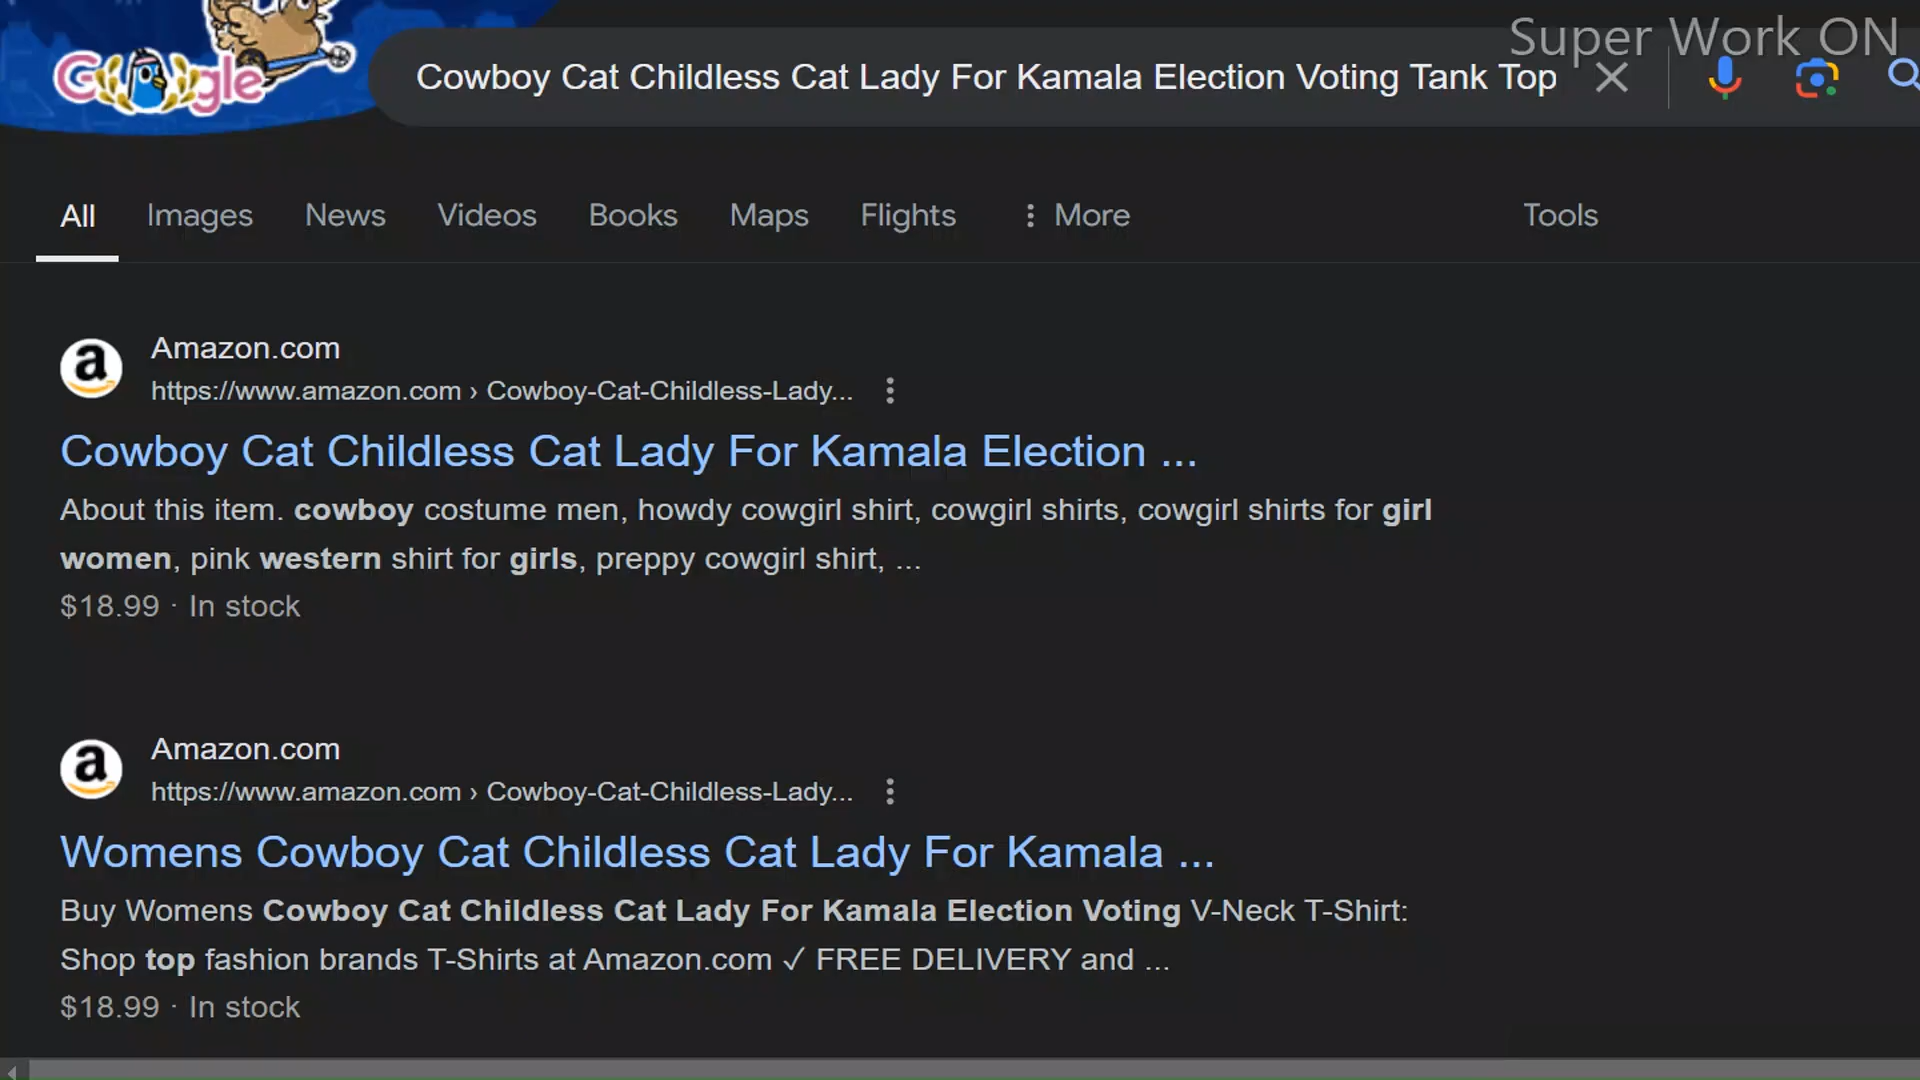 Super Work ON
Google
Cowboy Cat Childless Cat Lady For Kamala Election Voting Tank Top
All Images News Videos Books Maps Flights More Tools
Amazon.com
https://www.amazon.com › Cowboy-Cat-Childless-Lady...
Cowboy Cat Childless Cat Lady For Kamala Election ...
About this item. cowboy costume men, howdy cowgirl shirt, cowgirl shirts, cowgirl shirts for girl
women, pink western shirt for girls, preppy cowgirl shirt, ...
$18.99 · In stock
Amazon.com
https://www.amazon.com › Cowboy-Cat-Childless-Lady...
Womens Cowboy Cat Childless Cat Lady For Kamala ...
Buy Womens Cowboy Cat Childless Cat Lady For Kamala Election Voting V-Neck T-Shirt:
Shop top fashion brands T-Shirts at Amazon.com ✓ FREE DELIVERY and ...
$18.99 · In stock